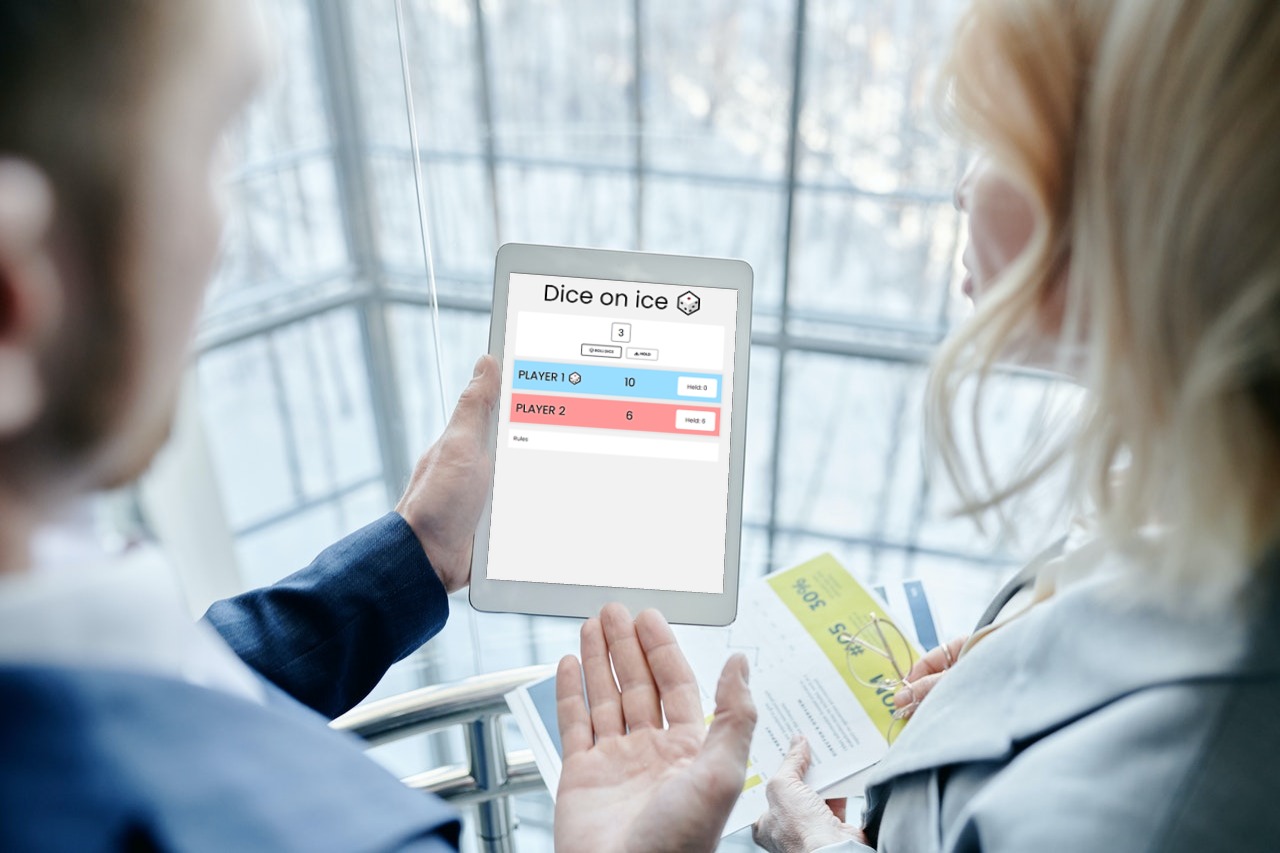 Dice on ice
3
ROLL DICE
HOLD
PLAYER 1
10
Held: 0
PLAYER 2
6
Held: 6
Rules
30%
#05